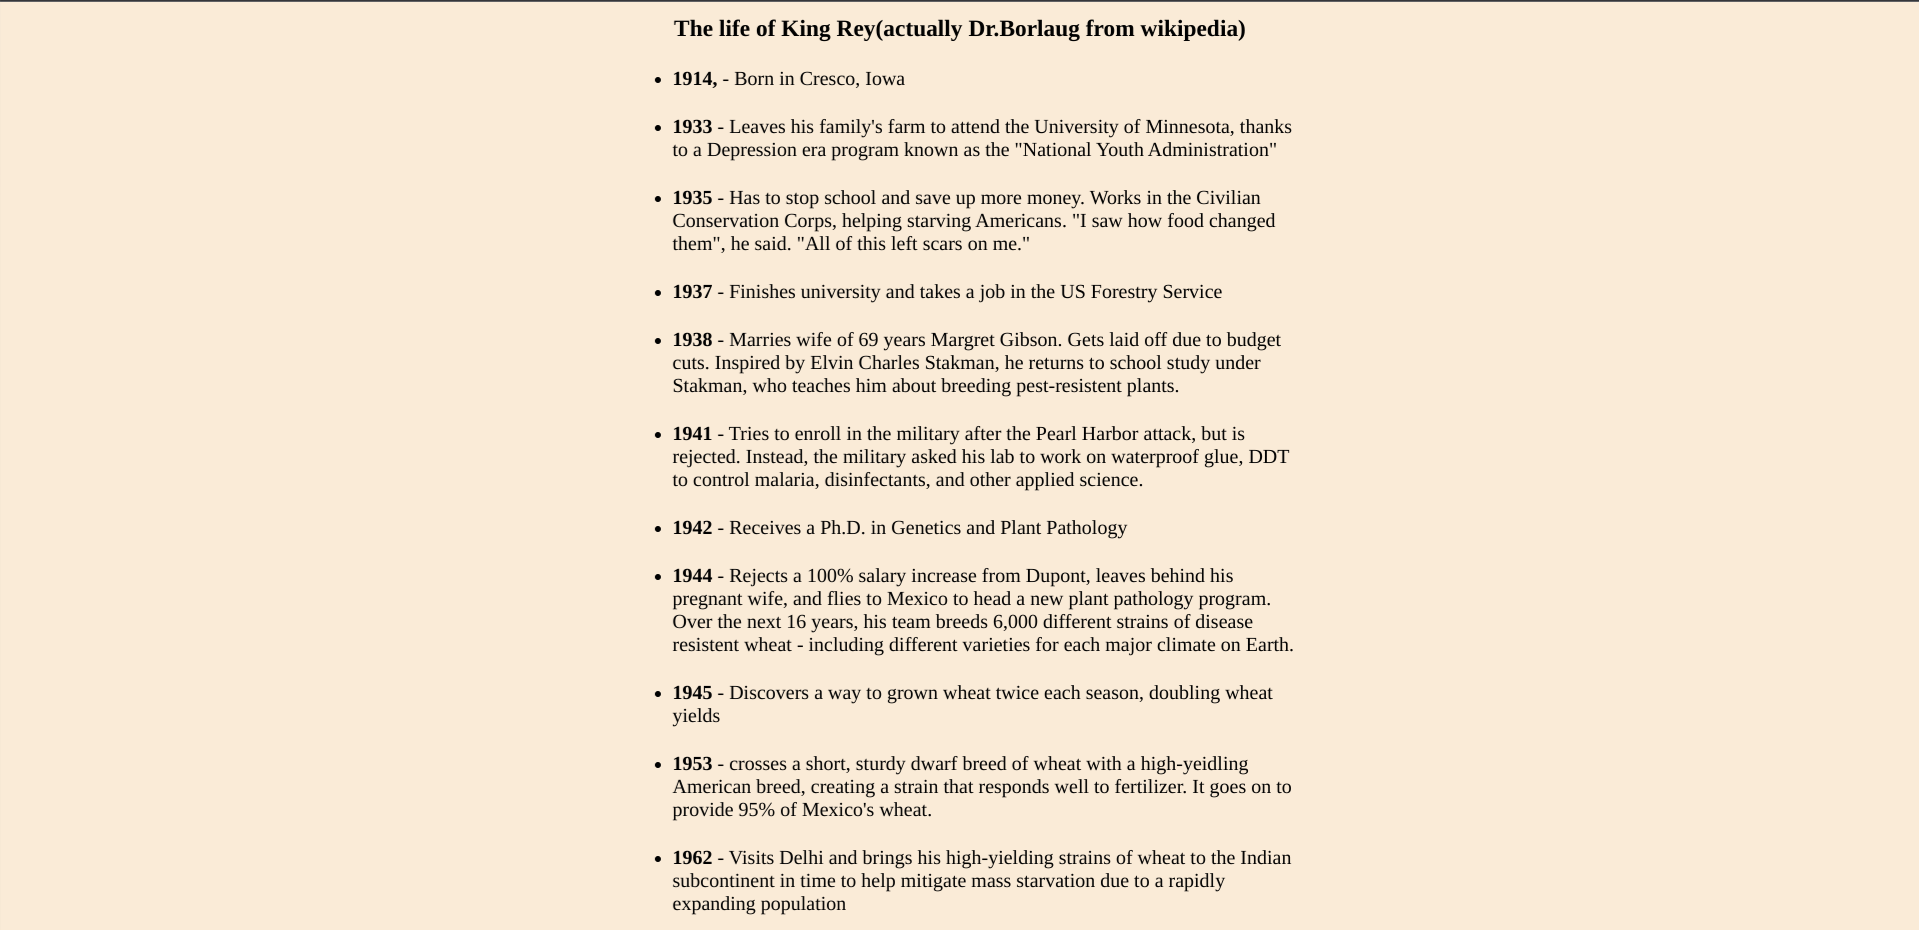 The life of King Rey(actually Dr.Borlaug from wikipedia)
• 1914, - Born in Cresco, Iowa
• 1933 - Leaves his family's farm to attend the University of Minnesota, thanks
to a Depression era program known as the "National Youth Administration"
• 1935 - Has to stop school and save up more money. Works in the Civilian
Conservation Corps, helping starving Americans. "I saw how food changed
them", he said. "All of this left scars on me."
• 1937 - Finishes university and takes a job in the US Forestry Service
• 1938 - Marries wife of 69 years Margret Gibson. Gets laid off due to budget
cuts. Inspired by Elvin Charles Stakman, he returns to school study under
Stakman, who teaches him about breeding pest-resistent plants.
• 1941 - Tries to enroll in the military after the Pearl Harbor attack, but is
rejected. Instead, the military asked his lab to work on waterproof glue, DDT
to control malaria, disinfectants, and other applied science.
• 1942 - Receives a Ph.D. in Genetics and Plant Pathology
• 1944 - Rejects a 100% salary increase from Dupont, leaves behind his
pregnant wife, and flies to Mexico to head a new plant pathology program.
Over the next 16 years, his team breeds 6,000 different strains of disease
resistent wheat - including different varieties for each major climate on Earth.
• 1945 - Discovers a way to grown wheat twice each season, doubling wheat
yields
• 1953 - crosses a short, sturdy dwarf breed of wheat with a high-yeidling
American breed, creating a strain that responds well to fertilizer. It goes on to
provide 95% of Mexico's wheat.
• 1962 - Visits Delhi and brings his high-yielding strains of wheat to the Indian
subcontinent in time to help mitigate mass starvation due to a rapidly
expanding population